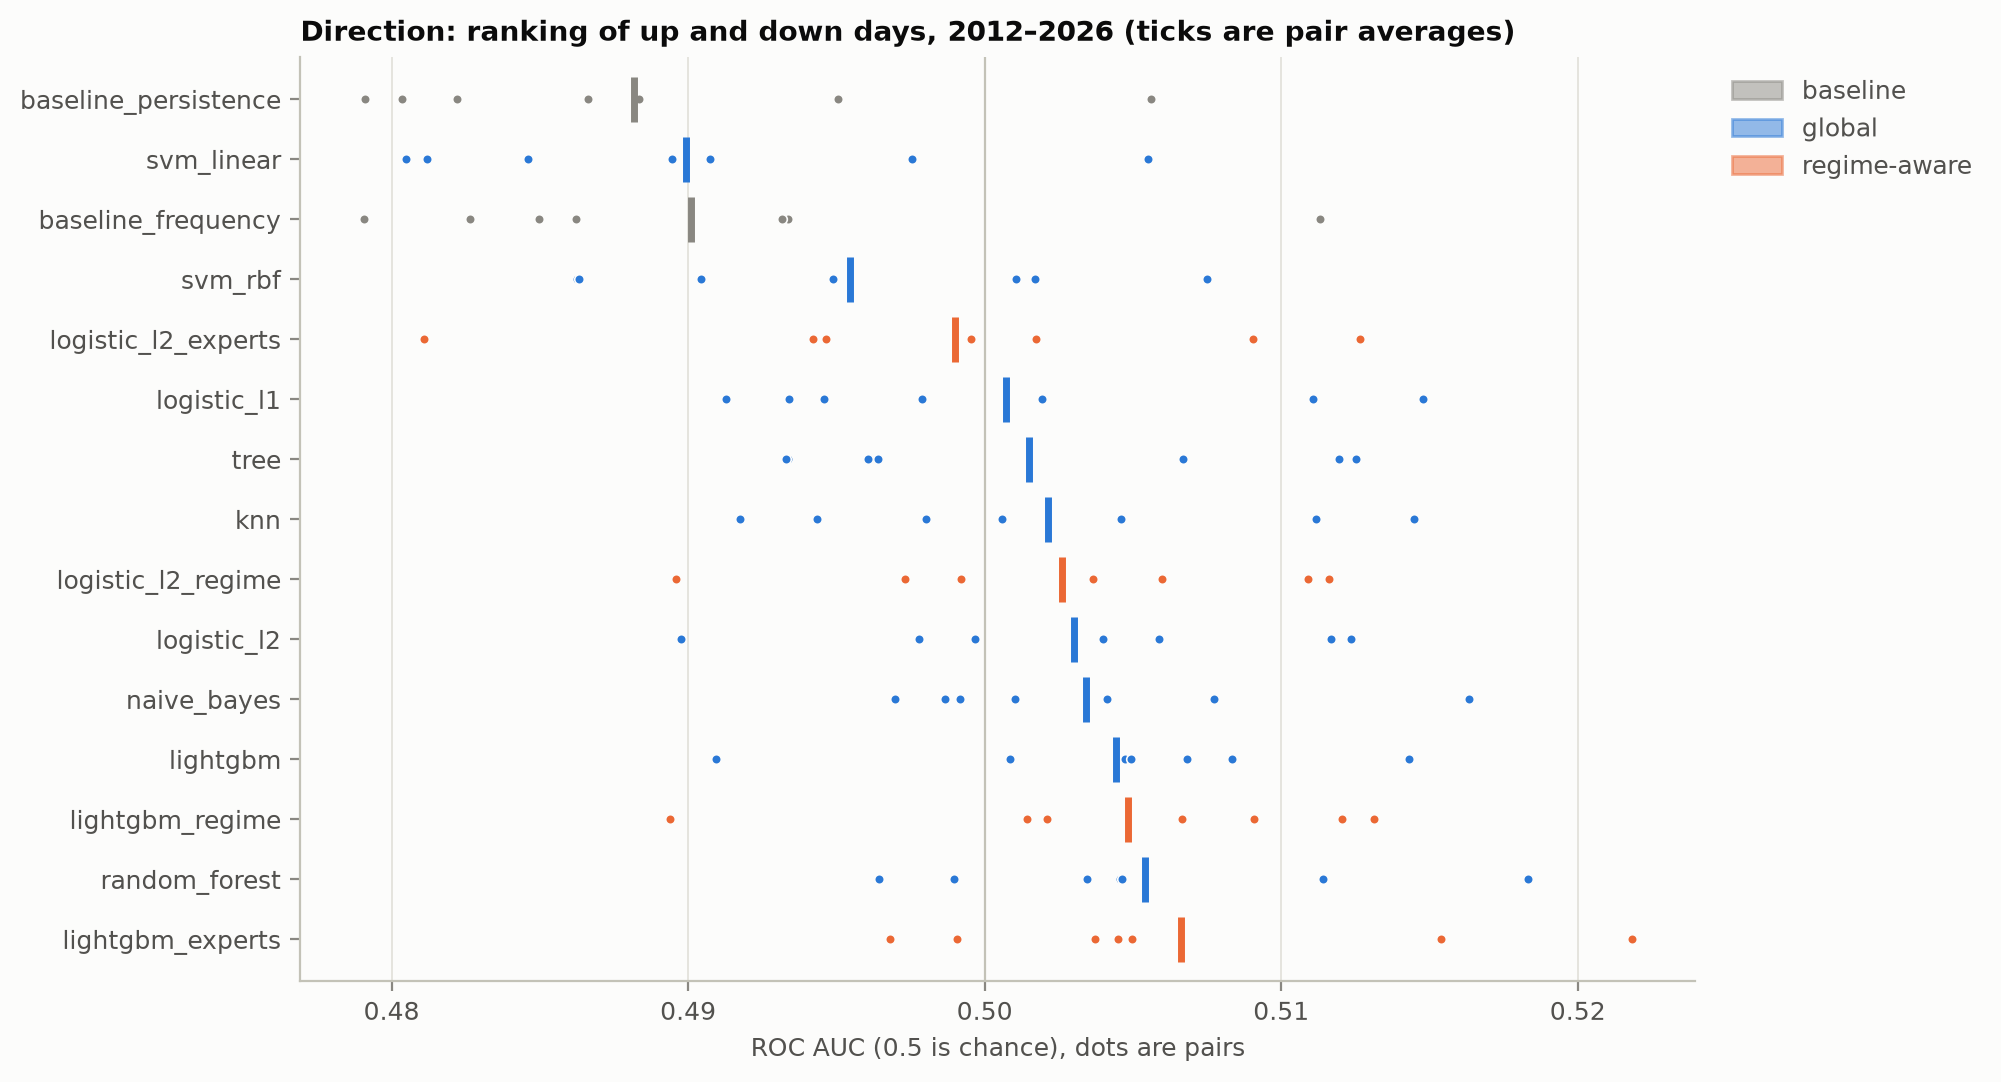 Direction: ranking of up and down days, 2012–2026 (ticks are pair averages)
baseline_persistence
svm_linear
baseline_frequency
svm_rbf
logistic_l2_experts
logistic_l1
tree
knn
logistic_l2_regime
logistic_l2
naive_bayes
lightgbm
lightgbm_regime
random_forest
lightgbm_experts
0.48 0.49 0.50 0.51 0.52
ROC AUC (0.5 is chance), dots are pairs
baseline
global
regime-aware